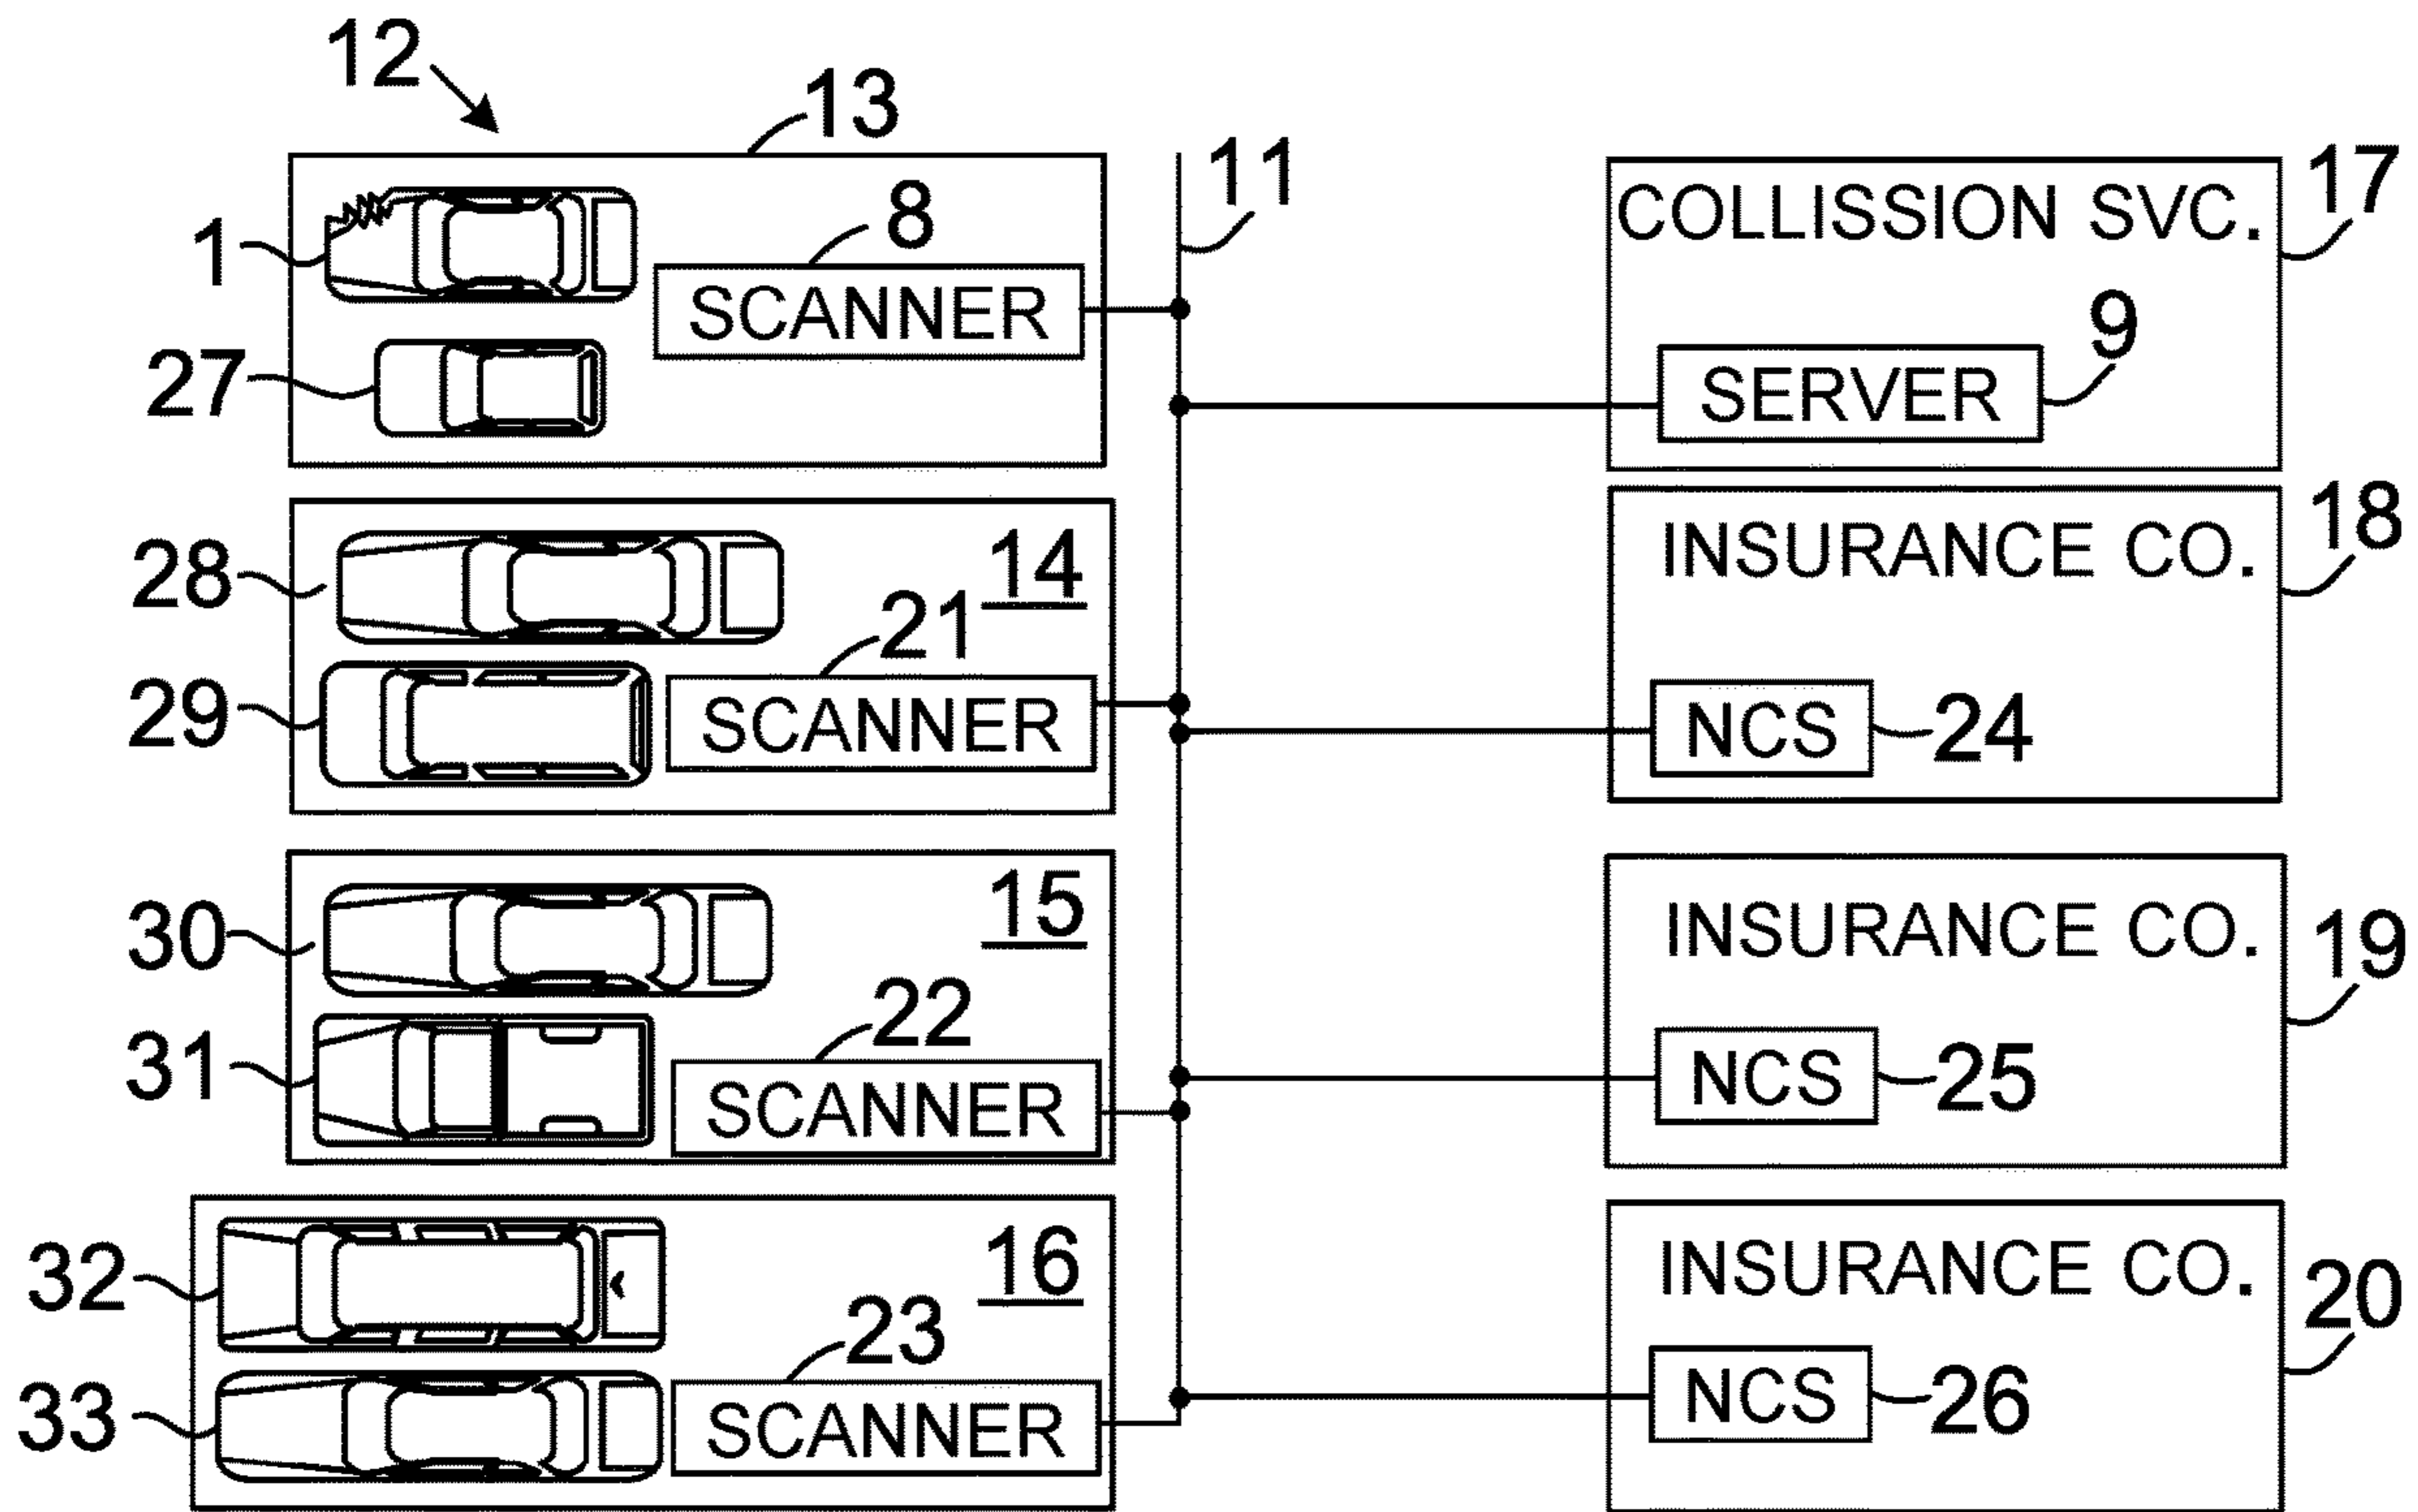 12
13
11
17
COLLISSION SVC.
1
8
SCANNER
9
27
SERVER
18
28
14
INSURANCE CO.
21
29
SCANNER
NCS
24
30
15
INSURANCE CO.
19
22
31
SCANNER
NCS
25
32
16
INSURANCE CO.
20
23
33
SCANNER
NCS
26